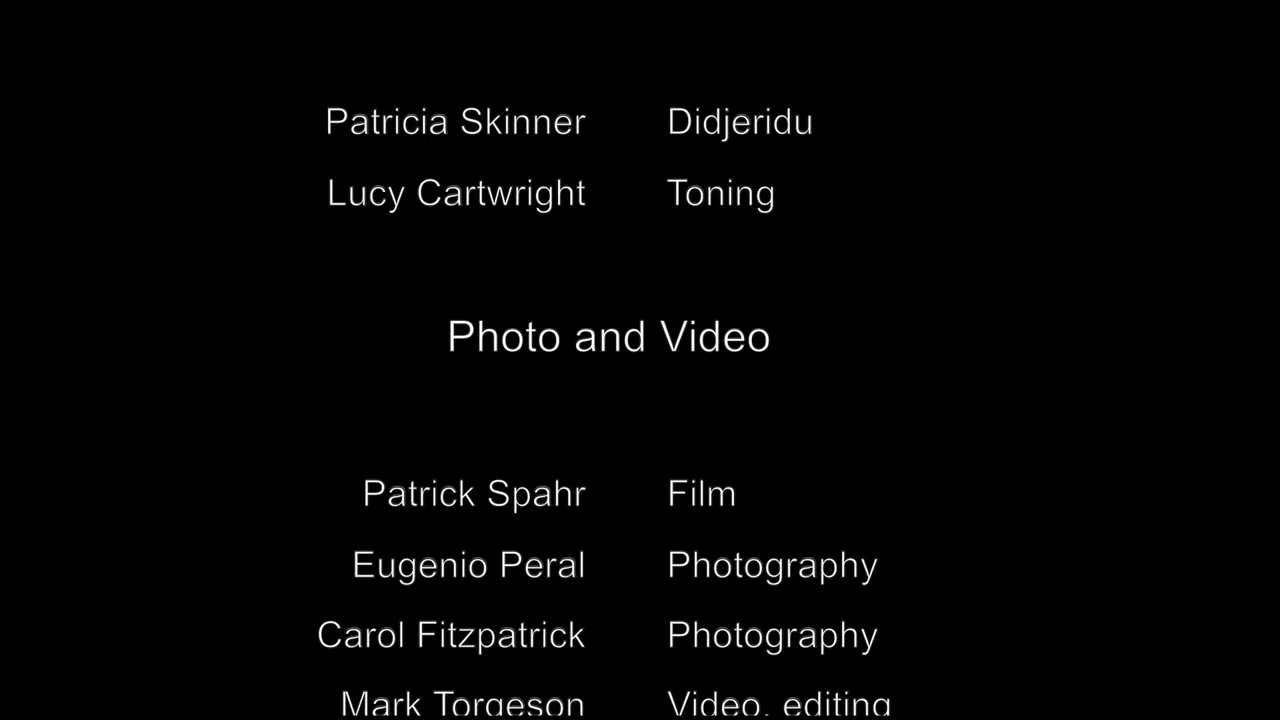 Patricia Skinner Didjeridu
Lucy Cartwright Toning
Photo and Video
Patrick Spahr Film
Eugenio Peral Photography
Carol Fitzpatrick Photography
Mark Torgeson Video, editing